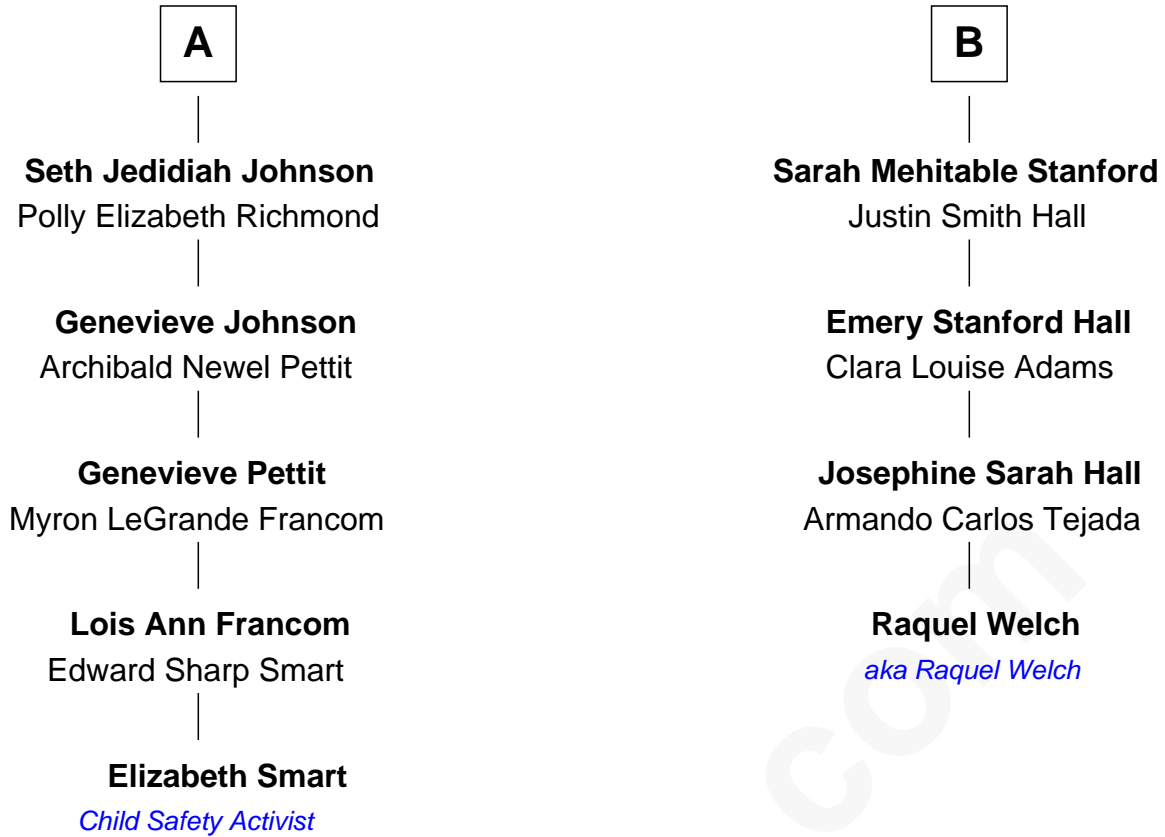 A
Seth Jedidiah Johnson
Polly Elizabeth Richmond
Genevieve Johnson
Archibald Newel Pettit
Genevieve Pettit
Myron LeGrande Francom
Lois Ann Francom
Edward Sharp Smart
Elizabeth Smart
Child Safety Activist
B
Sarah Mehitable Stanford
Justin Smith Hall
Emery Stanford Hall
Clara Louise Adams
Josephine Sarah Hall
Armando Carlos Tejada
Raquel Welch
aka Raquel Welch
com